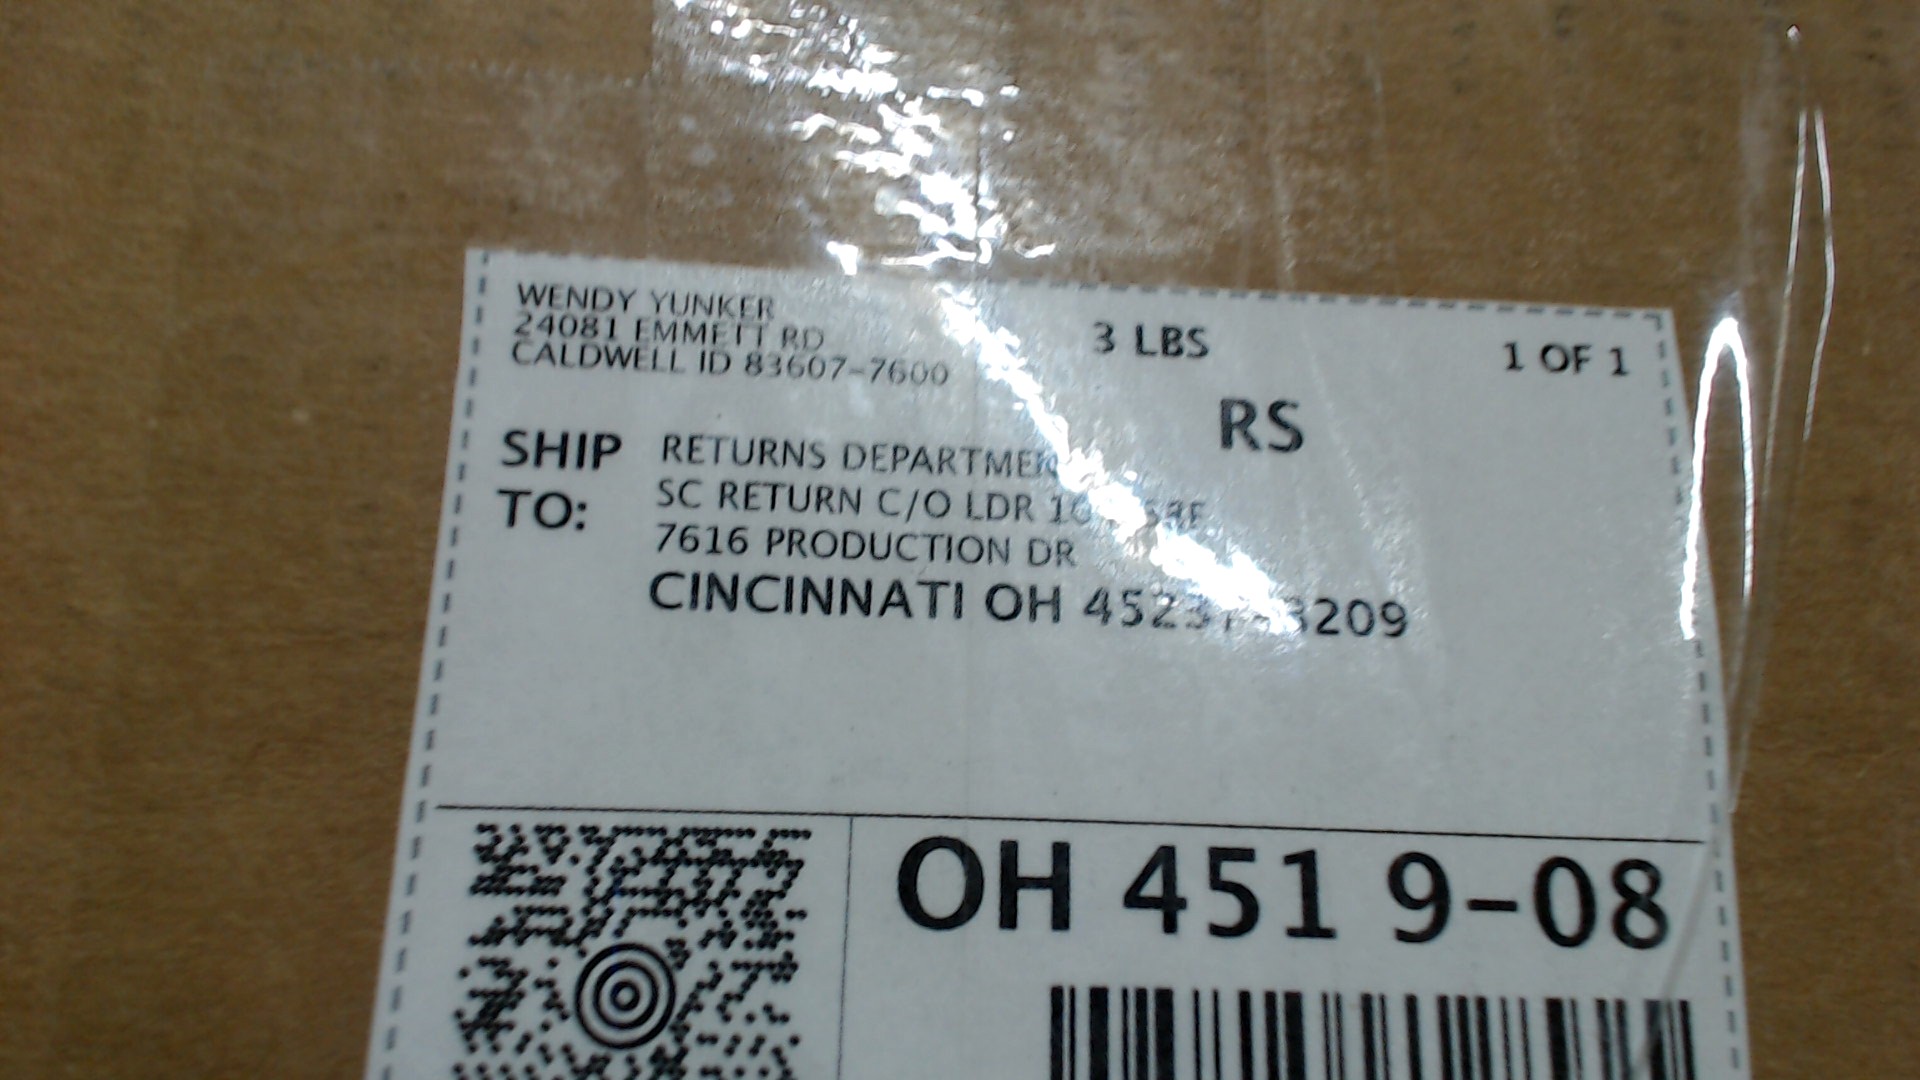 WENDY YUNKER
24081 EMMETT RD
CALDWELL ID 83607-7600
3 LBS
1 OF 1
RS
SHIP TO:
RETURNS DEPARTMENT
SC RETURN C/O LDR
7616 PRODUCTION DR
CINCINNATI OH
OH 451 9-08